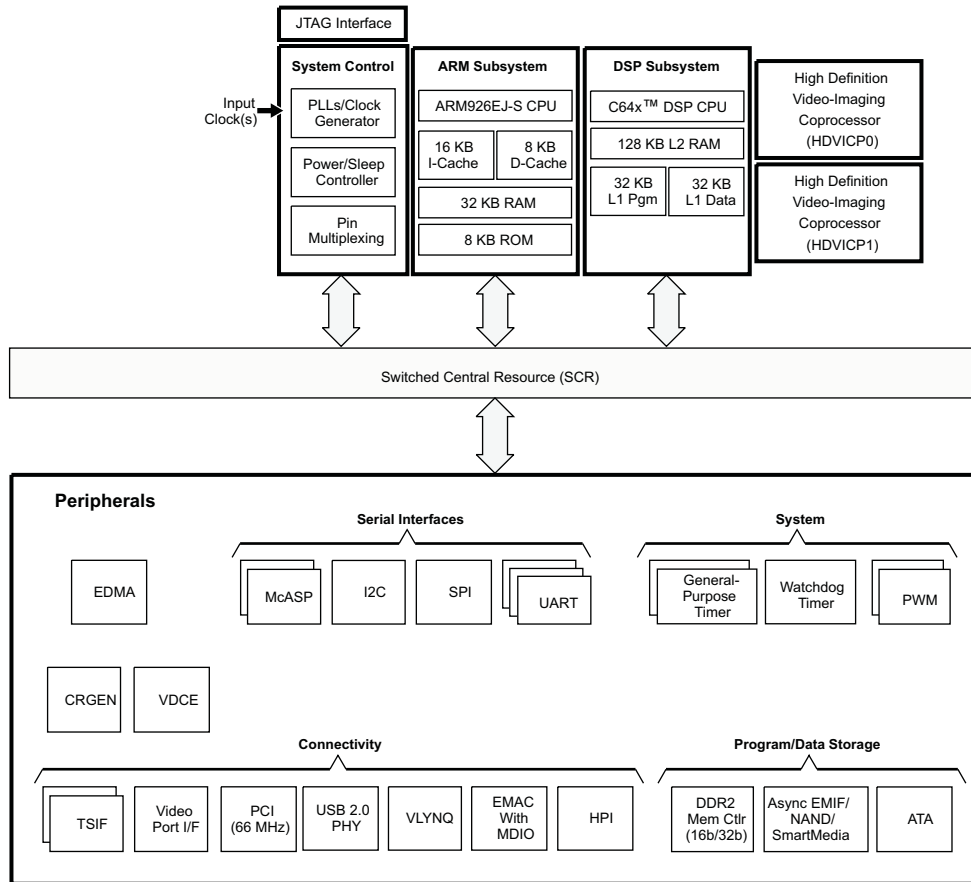 JTAG Interface
System Control
Input
Clock(s)
PLLs/Clock
Generator
Power/Sleep
Controller
Pin
Multiplexing
ARM Subsystem
ARM926EJ-S CPU
16 KB
I-Cache
8 KB
D-Cache
32 KB RAM
8 KB ROM
DSP Subsystem
C64x™ DSP CPU
128 KB L2 RAM
32 KB
L1 Pgm
32 KB
L1 Data
High Definition
Video-Imaging
Coprocessor
(HDVICP0)
High Definition
Video-Imaging
Coprocessor
(HDVICP1)
Switched Central Resource (SCR)
Peripherals
EDMA
Serial Interfaces
McASP
I2C
SPI
UART
System
General-
Purpose
Timer
Watchdog
Timer
PWM
CRGEN
VDCE
Connectivity
TSIF
Video
Port I/F
PCI
(66 MHz)
USB 2.0
PHY
VLYNQ
EMAC
With
MDIO
HPI
Program/Data Storage
DDR2
Mem Ctlr
(16b/32b)
Async EMIF/
NAND/
SmartMedia
ATA